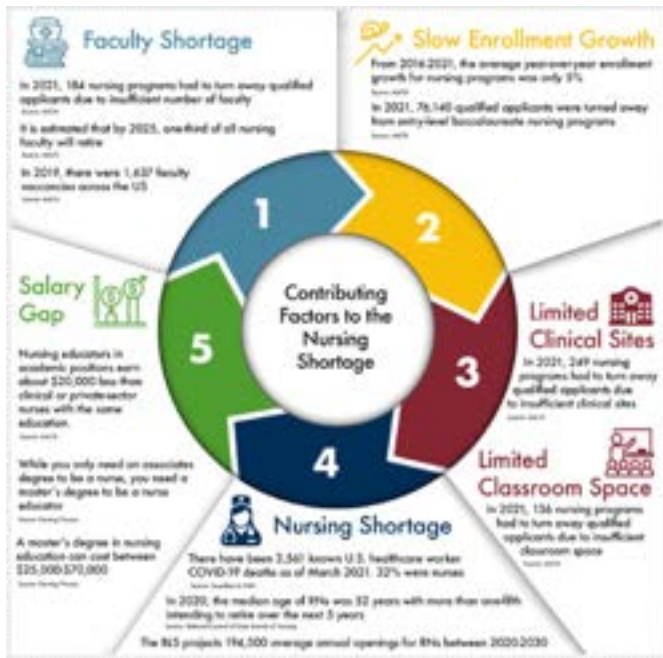 Faculty Shortage
In 2021, 184 nursing programs had to turn away qualified
applicants due to insufficient number of faculty
It is estimated that by 2025, one-third of all nursing
faculty will retire
In 2019, there were 1,637 faculty
vacancies across the US
Slow Enrollment Growth
From 2016-2021, the average year-over-year enrollment
growth for nursing programs was only 5%
In 2021, 76,140 qualified applicants were turned away
from entry-level baccalaureate nursing programs
1
2
3
4
5
Contributing
Factors to the
Nursing
Shortage
Limited
Clinical Sites
In 2021, 249 nursing
programs had to turn away
qualified applicants due
to insufficient clinical sites
Limited
Classroom Space
In 2021, 136 nursing programs
had to turn away qualified
applicants due to insufficient
classroom space
Nursing Shortage
There have been known U.S. healthcare worker
COVID-19 deaths as of March 2021. 32% were nurses
In 2020, the median age of RNs was 52 years with more than one-fifth
intending to retire over the next 5 years
The BLS projects 194,500 average annual openings for RNs between 2020-2030
Salary
Gap
Nursing educators in
academic positions earn
about $20,000 less than
clinical or private-sector
nurses with the same
education.
While you only need an associates
degree to be a nurse, you need a
master's degree to be a nurse
educator
A master's degree in nursing
education can cost between
$35,000-$70,000